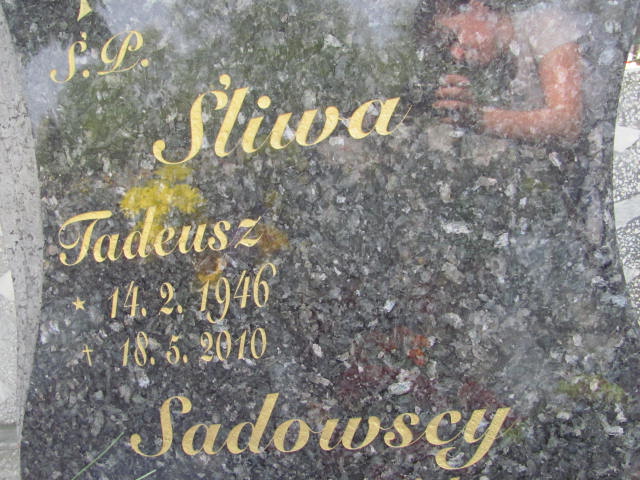 Ś. P.
Śliwa
Tadeusz
* 14. 2. 1946
✝ 18. 5. 2010
Sadowscy